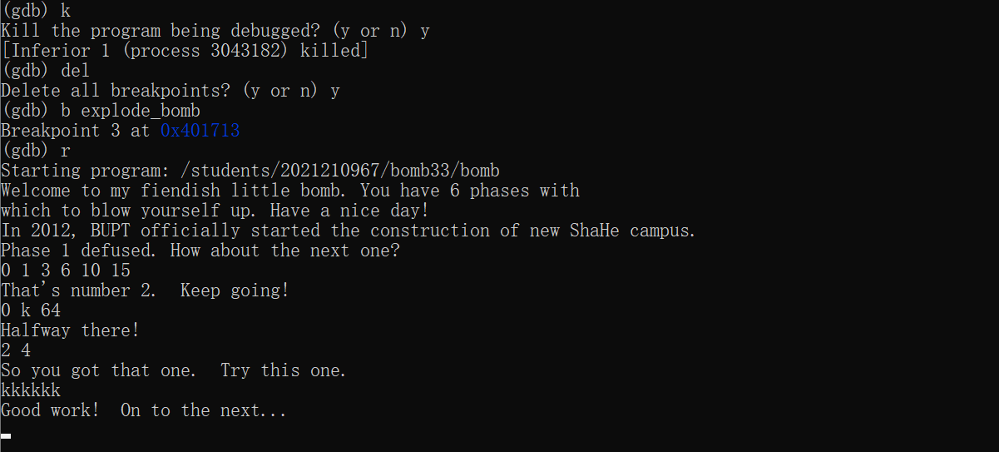 (gdb) k
Kill the program being debugged? (y or n) y
[Inferior 1 (process 3043182) killed]
(gdb) del
Delete all breakpoints? (y or n) y
(gdb) b explode_bomb
Breakpoint 3 at 0x401713
(gdb) r
Starting program: /students/2021210967/bomb33/bomb
Welcome to my fiendish little bomb. You have 6 phases with
which to blow yourself up. Have a nice day!
In 2012, BUPT officially started the construction of new ShaHe campus.
Phase 1 defused. How about the next one?
0 1 3 6 10 15
That's number 2.  Keep going!
0 k 64
Halfway there!
2 4
So you got that one.  Try this one.
kkkkkk
Good work!  On to the next...